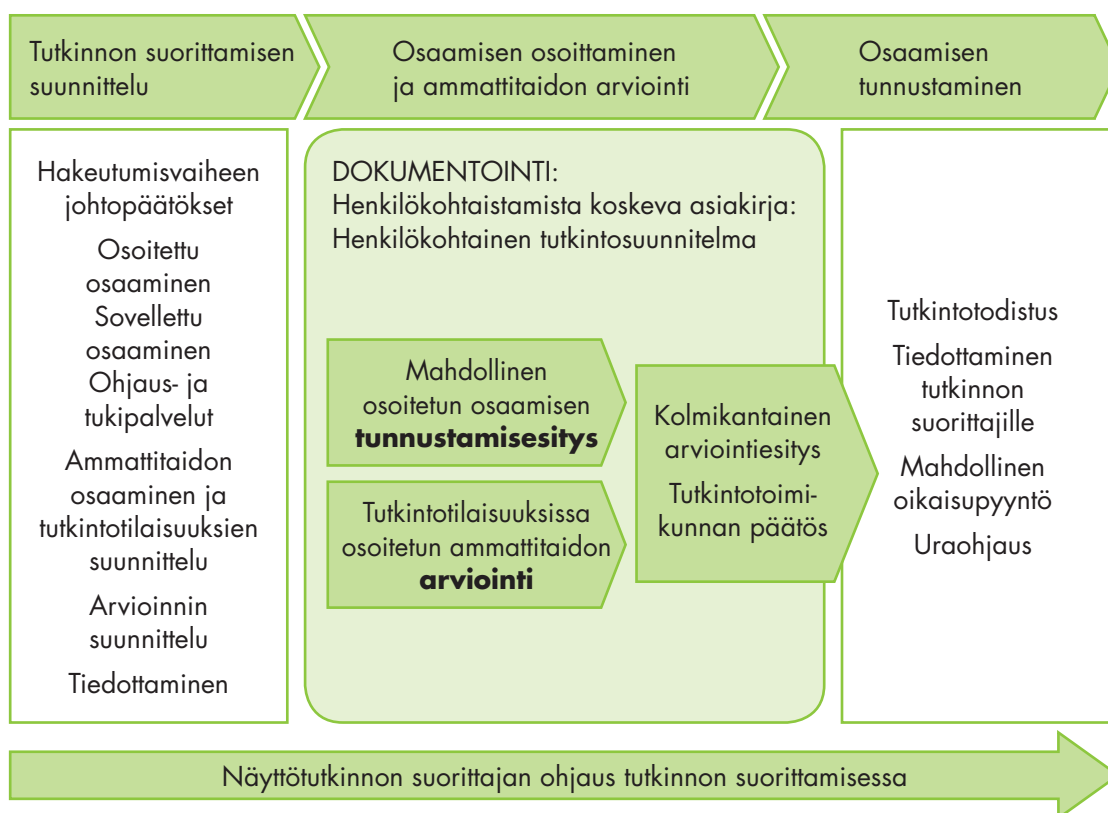 Tutkinnon suorittamisen
suunnittelu
Osaamisen osoittaminen
ja ammattitaidon arviointi
Osaamisen
tunnustaminen
Hakeutumisvaiheen
johtopäätökset
Osoitettu
osaaminen
Sovellettu
osaaminen
Ohjaus- ja
tukipalvelut
Ammattitaidon
osaaminen ja
tutkintotilaisuuksien
suunnittelu
Arvioinnin
suunnittelu
Tiedottaminen
DOKUMENTOINTI:
Henkilökohtaistamista koskeva asiakirja:
Henkilökohtainen tutkintosuunnitelma
Mahdollinen
osoitetun osaamisen
tunnustamisesitys
Tutkintotilaisuuksissa
osoitetun ammattitaidon
arviointi
Kolmikantainen
arviointiesitys
Tutkintotoimi-
kunnan päätös
Tutkintotodistus
Tiedottaminen
tutkinnon
suorittajille
Mahdollinen
oikaisupyyntö
Uraohjaus
Näyttötutkinnon suorittajan ohjaus tutkinnon suorittamisessa